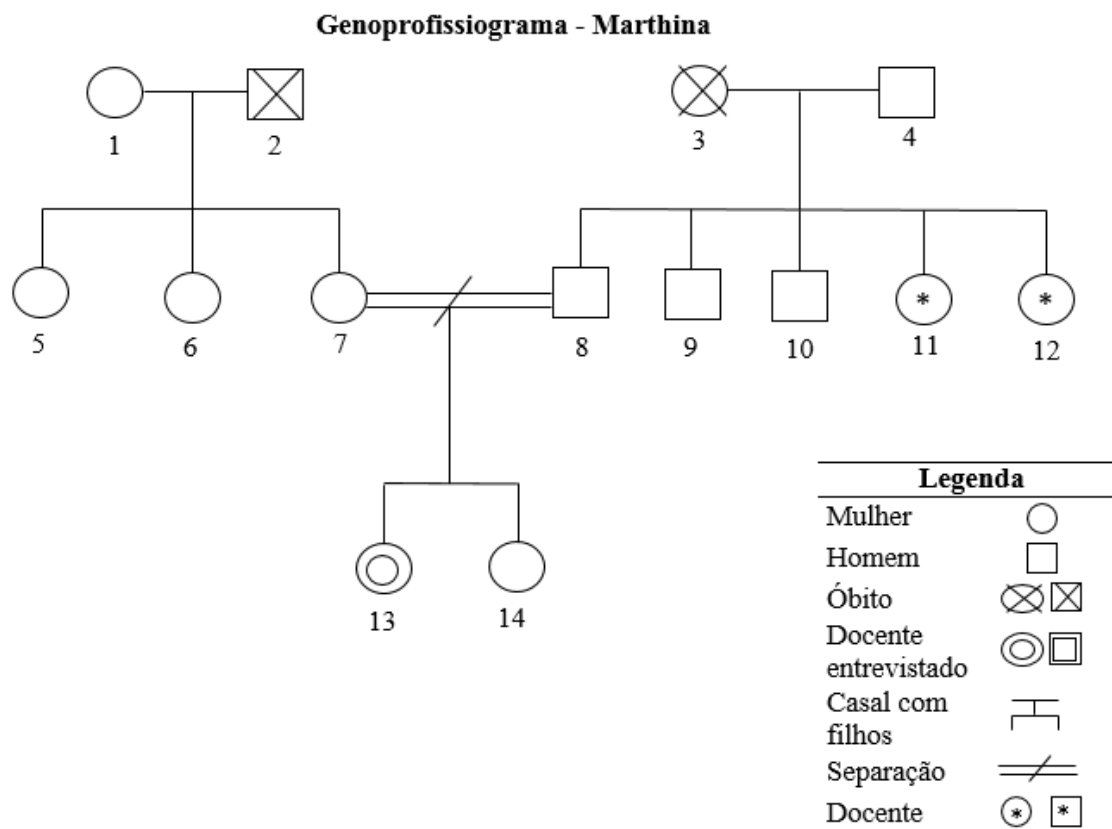 Genoprofissiograma - Marthina
1 2 3 4
5 6 7 8 9 10 11 12
* *
13 14
Legenda
Mulher
Homem
Óbito
Docente
entrevistado
Casal com
filhos
Separação
Docente * *